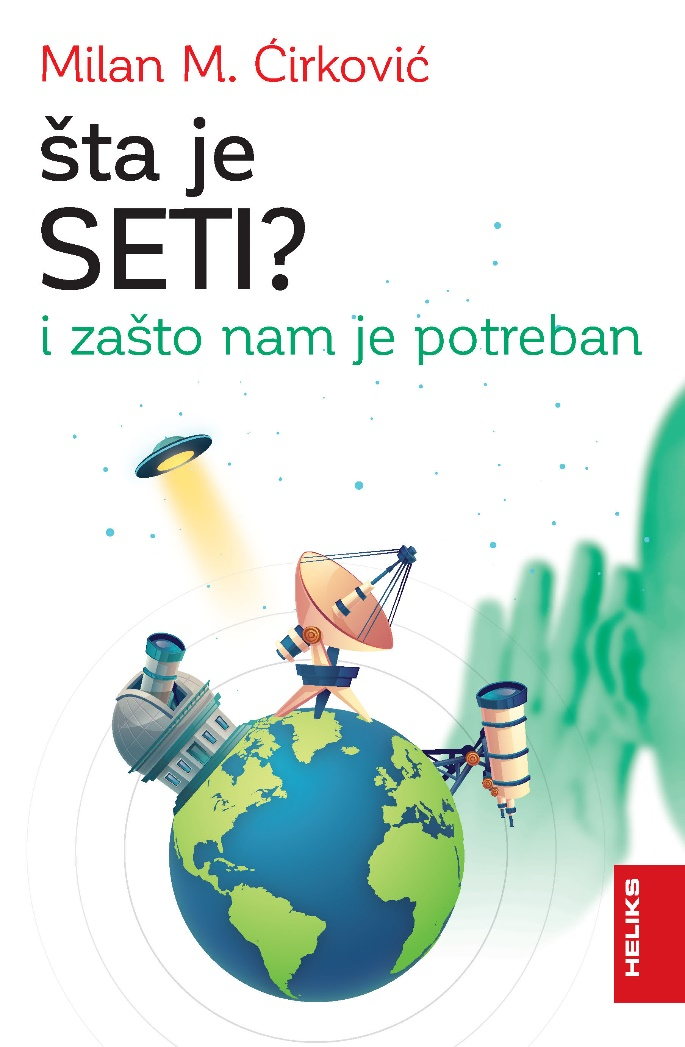 Milan M. Ćirković
šta je
SETI?
i zašto nam je potreban
HELIKS